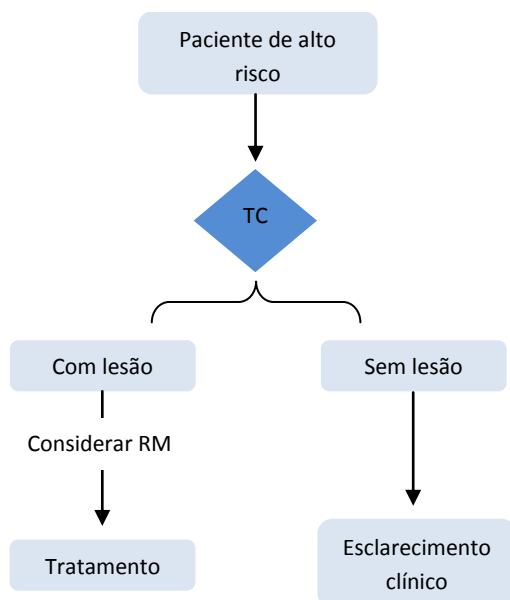 Paciente de alto
risco
TC
Com lesão
Sem lesão
Considerar RM
Tratamento
Esclarecimento
clínico